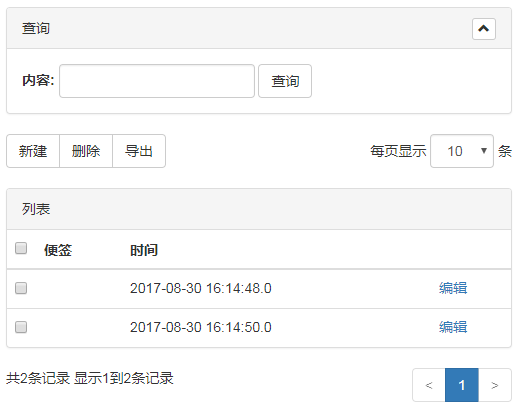 查询
内容: 查询
新建 删除 导出 每页显示 10 条
列表
便签 时间
2017-08-30 16:14:48.0 编辑
2017-08-30 16:14:50.0 编辑
共2条记录 显示1到2条记录 < 1 >